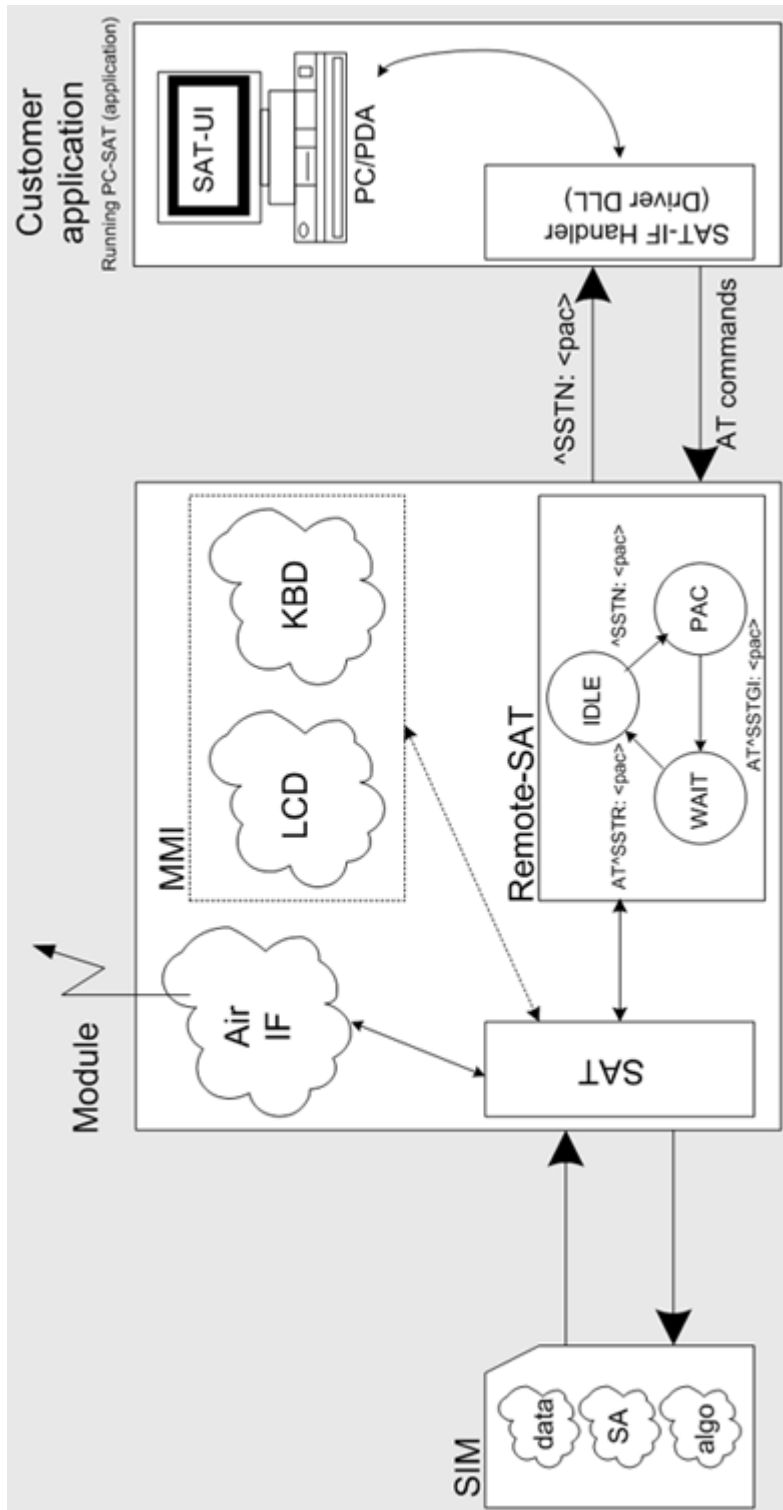 Customer
application
Running PC-SAT (application)
SAT-UI
PC/PDA
SAT-IF Handler
(Driver DLL)
^SSTN: <pac>
AT commands
Module
Air
IF
MMI
LCD
KBD
SAT
Remote-SAT
IDLE
^SSTN: <pac>
PAC
AT^SSTGI: <pac>
WAIT
AT^SSTR: <pac>
SIM
data
SA
algo